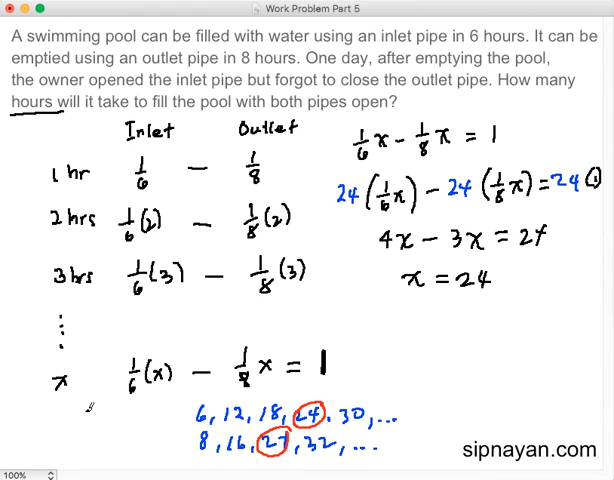 Work Problem Part 5
A swimming pool can be filled with water using an inlet pipe in 6 hours. It can be
emptied using an outlet pipe in 8 hours. One day, after emptying the pool,
the owner opened the inlet pipe but forgot to close the outlet pipe. How many
hours will it take to fill the pool with both pipes open?
Inlet Outlet
1 hr 1/6 − 1/8
2 hrs 1/6 (2) − 1/8 (2)
3 hrs 1/6 (3) − 1/8 (3)
x 1/6 (x) − 1/8 x = 1
1/6 x − 1/8 x = 1
24 (1/6 x) − 24 (1/8 x) = 24 (1)
4x − 3x = 24
x = 24
6, 12, 18, 24, 30, ...
8, 16, 24, 32, ...
sipnayan.com
100%